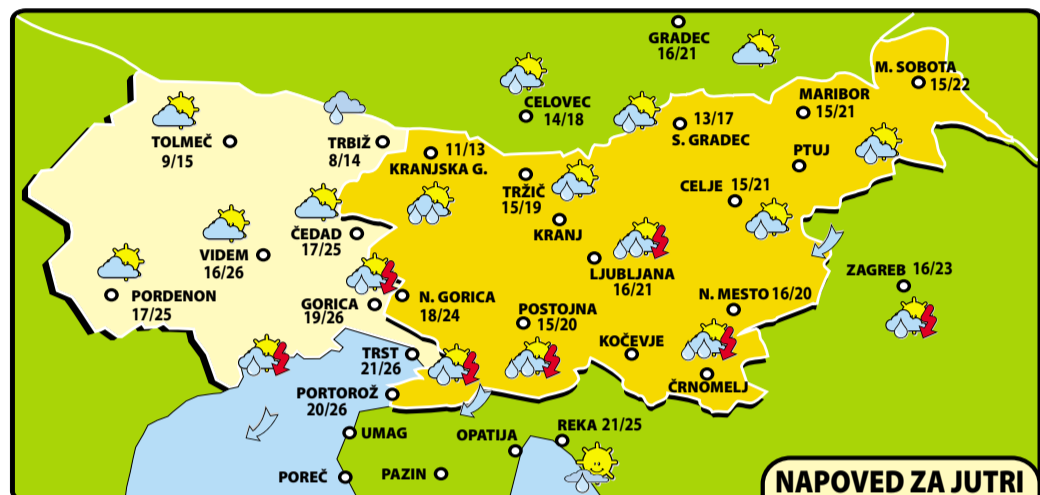 GRADEC
16/21
M. SOBOTA
15/22
CELOVEC
14/18
MARIBOR
15/21
13/17
S. GRADEC
TOLMEČ
9/15
TRBIŽ
8/14
11/13
KRANJSKA G.
PTUJ
TRŽIČ
15/19
CELJE 15/21
KRANJ
ČEDAD
17/25
VIDEM
16/26
LJUBLJANA
16/21
ZAGREB 16/23
PORDENON
17/25
GORICA
19/26
N. GORICA
18/24
POSTOJNA
15/20
N. MESTO 16/20
KOČEVJE
TRST
21/26
ČRNOMELJ
PORTOROŽ
20/26
UMAG
OPATIJA
REKA 21/25
POREČ
PAZIN
NAPOVED ZA JUTRI